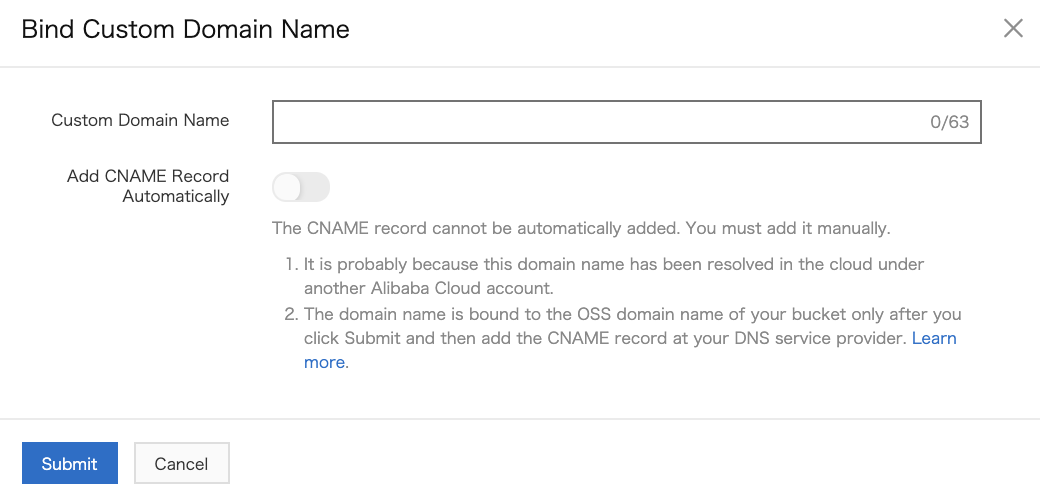 Bind Custom Domain Name
Custom Domain Name
0/63
Add CNAME Record
Automatically
The CNAME record cannot be automatically added. You must add it manually.
1. It is probably because this domain name has been resolved in the cloud under
another Alibaba Cloud account.
2. The domain name is bound to the OSS domain name of your bucket only after you
click Submit and then add the CNAME record at your DNS service provider. Learn
more.
Submit
Cancel